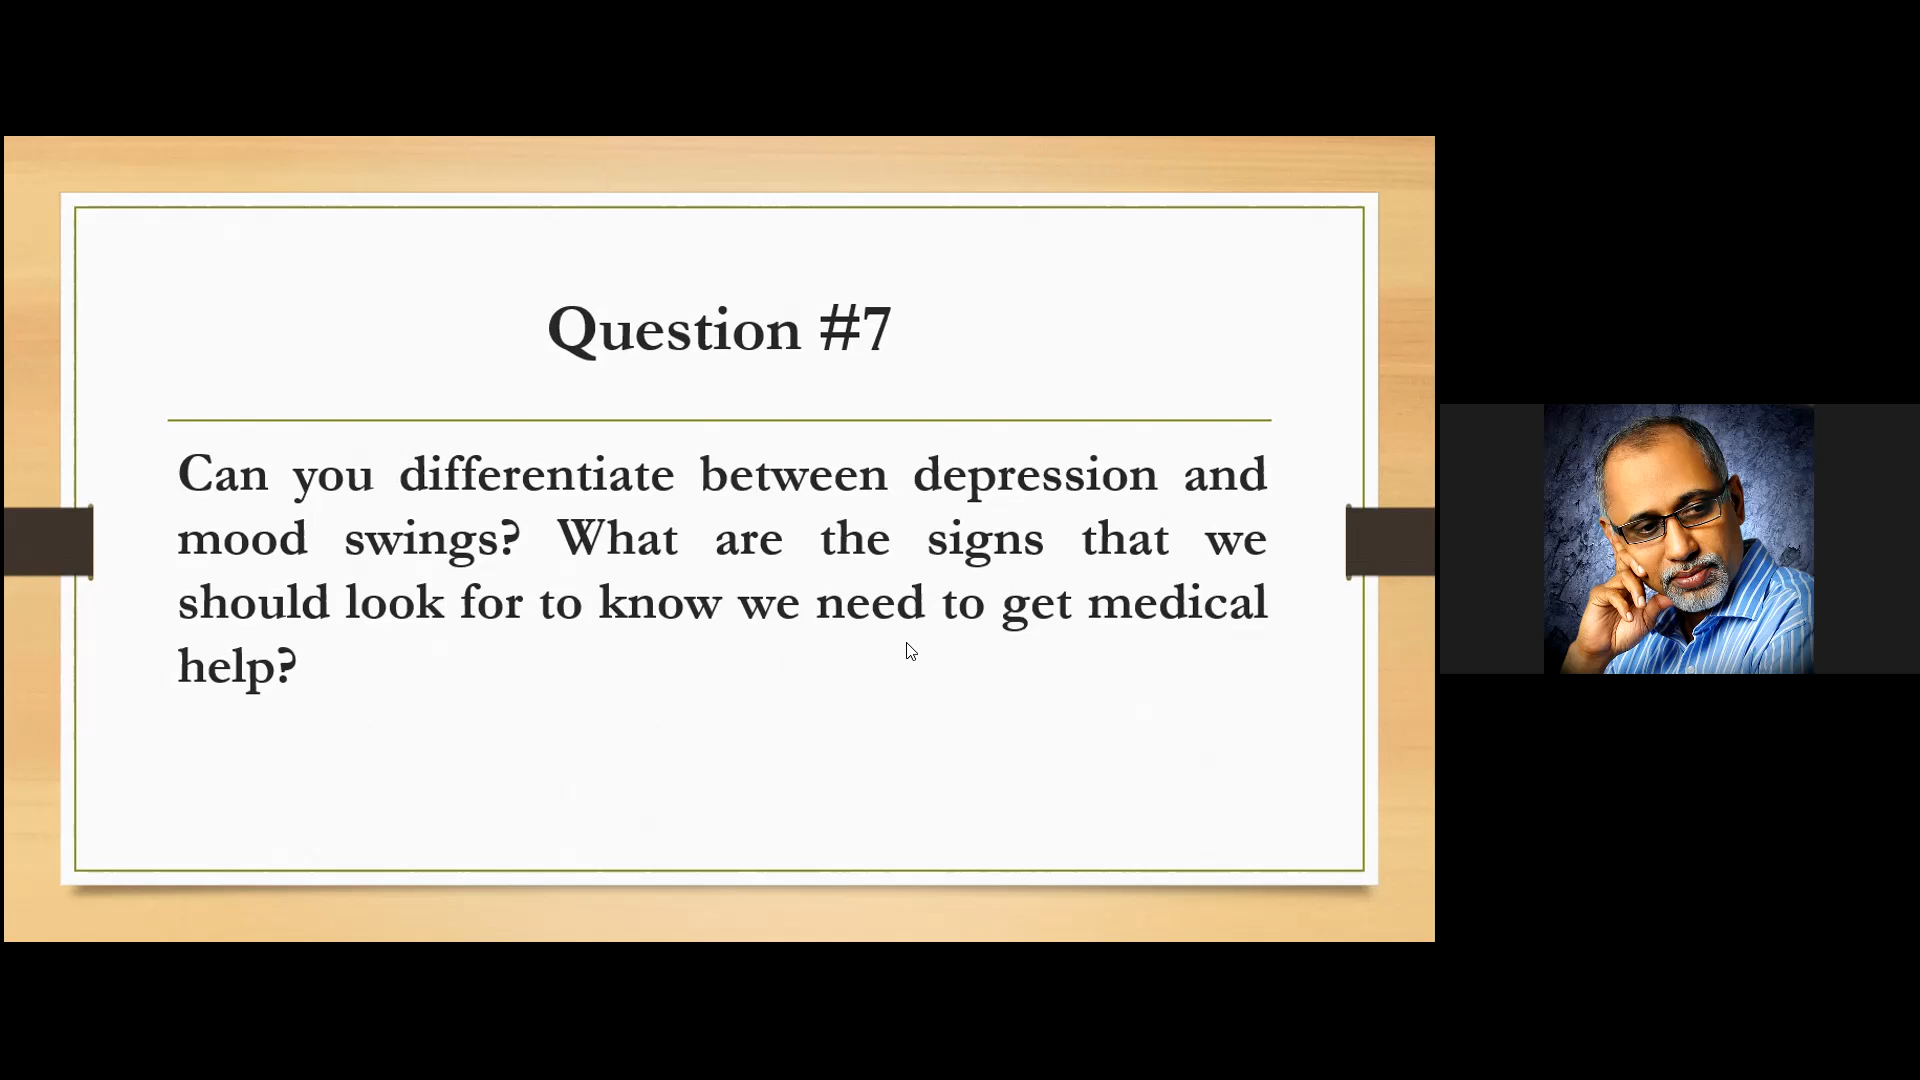 Question #7
Can you differentiate between depression and
mood swings? What are the signs that we
should look for to know we need to get medical
help?